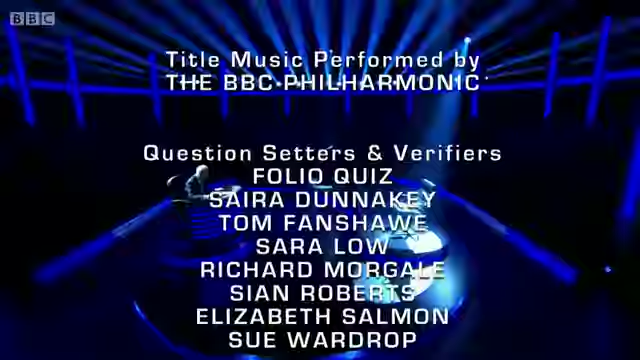 BBC
Title Music Performed by
THE BBC PHILHARMONIC
Question Setters & Verifiers
FOLIO QUIZ
SAIRA DUNNAKEY
TOM FANSHAWE
SARA LOW
RICHARD MORGALE
SIAN ROBERTS
ELIZABETH SALMON
SUE WARDROP